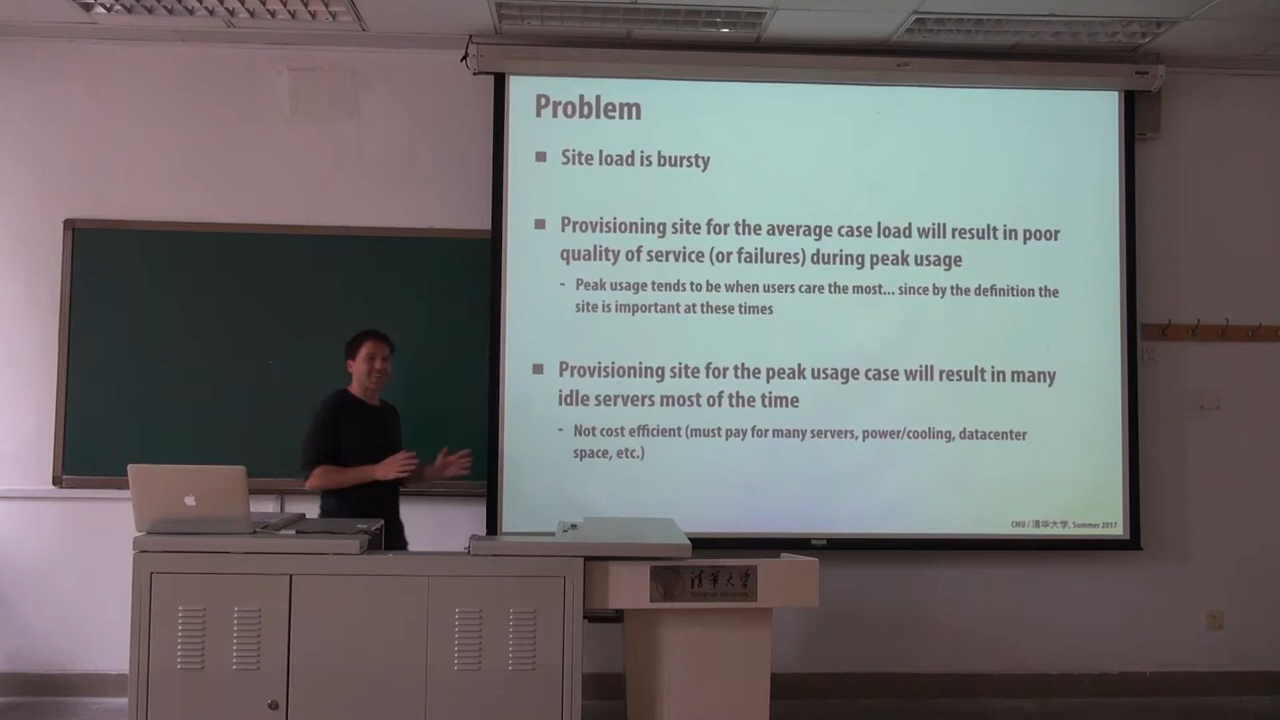 Problem
■ Site load is bursty
■ Provisioning site for the average case load will result in poor
quality of service (or failures) during peak usage
- Peak usage tends to be when users care the most... since by the definition the
site is important at these times
■ Provisioning site for the peak usage case will result in many
idle servers most of the time
- Not cost efficient (must pay for many servers, power/cooling, datacenter
space, etc.)
CMU / 清华大学, Summer 2017
清华大学
Tsinghua University